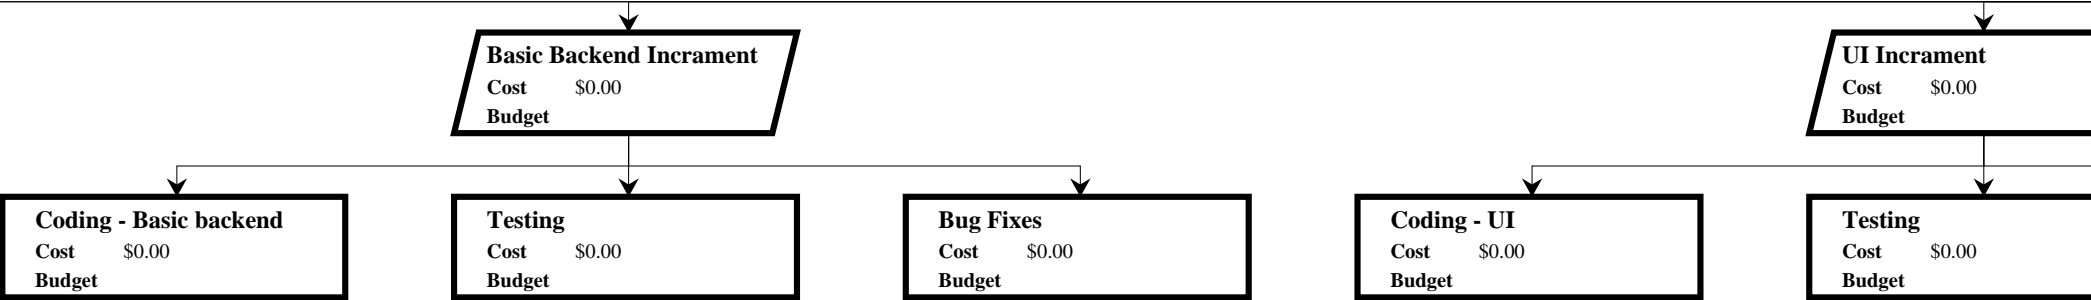 Basic Backend Incrament
Cost $0.00
Budget
UI Incrament
Cost $0.00
Budget
Coding - Basic backend
Cost $0.00
Budget
Testing
Cost $0.00
Budget
Bug Fixes
Cost $0.00
Budget
Coding - UI
Cost $0.00
Budget
Testing
Cost $0.00
Budget